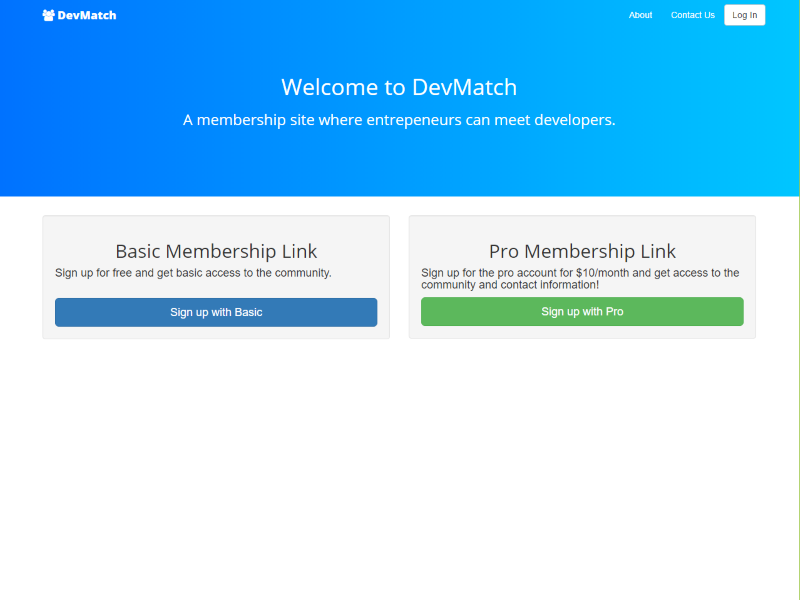 DevMatch
About
Contact Us
Log In
Welcome to DevMatch
A membership site where entrepeneurs can meet developers.
Basic Membership Link
Sign up for free and get basic access to the community.
Sign up with Basic
Pro Membership Link
Sign up for the pro account for $10/month and get access to the
community and contact information!
Sign up with Pro